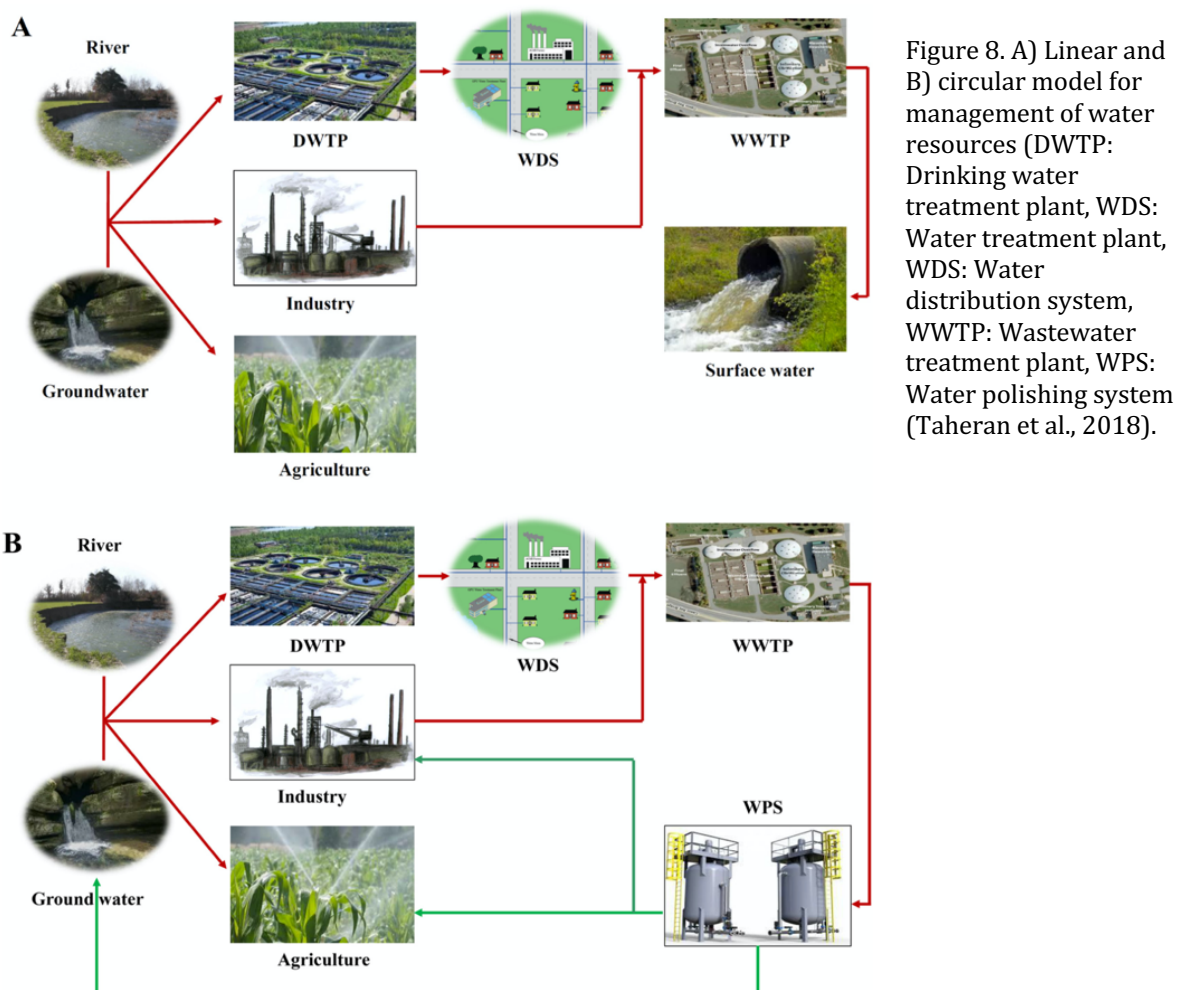 A
River
DWTP
WDS
WWTP
Industry
Groundwater
Agriculture
Surface water
Figure 8. A) Linear and
B) circular model for
management of water
resources (DWTP:
Drinking water
treatment plant, WDS:
Water treatment plant,
WDS: Water
distribution system,
WWTP: Wastewater
treatment plant, WPS:
Water polishing system
(Taheran et al., 2018).
B
River
DWTP
WDS
WWTP
Industry
WPS
Ground water
Agriculture